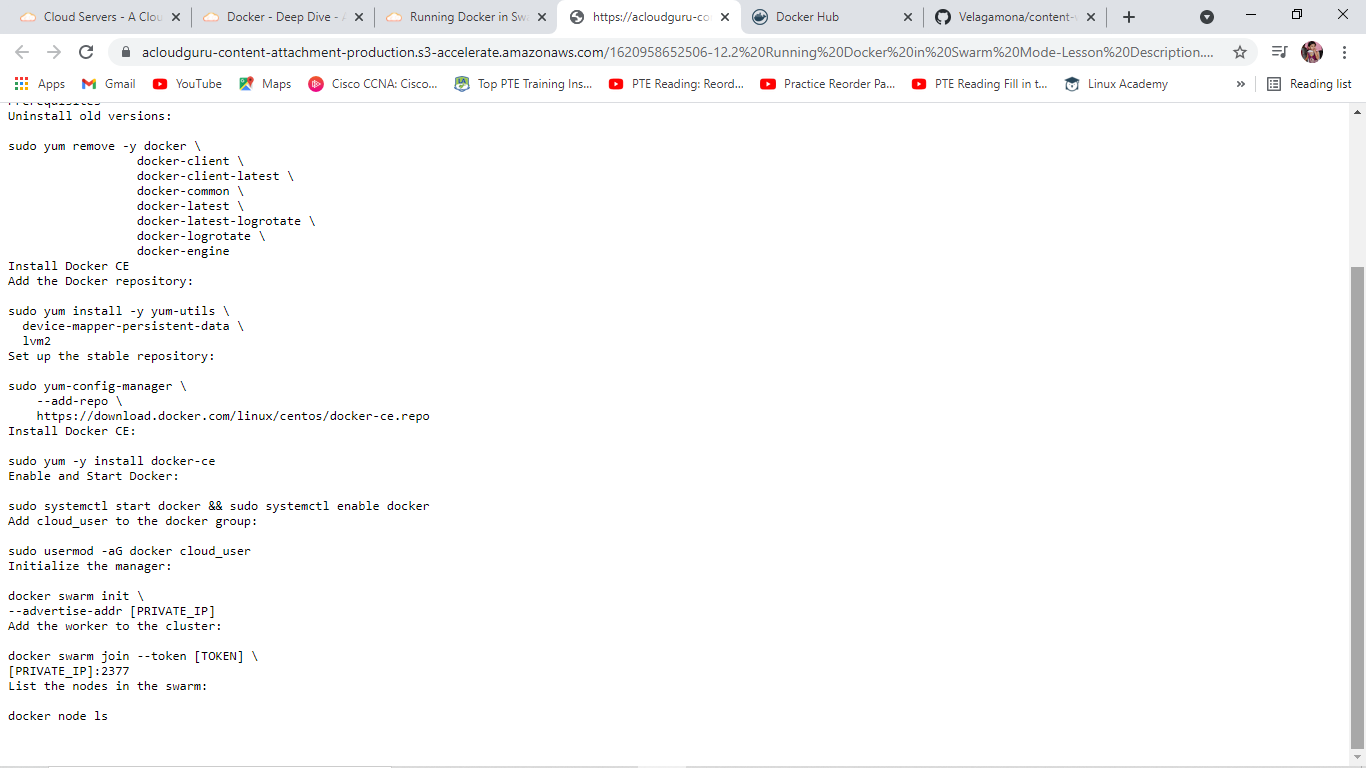 Cloud Servers - A Clou
Docker - Deep Dive - A
Running Docker in Swa
https://acloudguru-co
Docker Hub
Velagamona/content-
acloudguru-content-attachment-production.s3-accelerate.amazonaws.com/1620958652506-12.2%20Running%20Docker%20in%20Swarm%20Mode-Lesson%20Description....
Apps
Gmail
YouTube
Maps
Cisco CCNA: Cisco...
Top PTE Training Ins...
PTE Reading: Reord...
Practice Reorder Pa...
PTE Reading Fill in t...
Linux Academy
»
Reading list
Prerequisites
Uninstall old versions:
sudo yum remove -y docker \
docker-client \
docker-client-latest \
docker-common \
docker-latest \
docker-latest-logrotate \
docker-logrotate \
docker-engine
Install Docker CE
Add the Docker repository:
sudo yum install -y yum-utils \
device-mapper-persistent-data \
lvm2
Set up the stable repository:
sudo yum-config-manager \
--add-repo \
https://download.docker.com/linux/centos/docker-ce.repo
Install Docker CE:
sudo yum -y install docker-ce
Enable and Start Docker:
sudo systemctl start docker && sudo systemctl enable docker
Add cloud_user to the docker group:
sudo usermod -aG docker cloud_user
Initialize the manager:
docker swarm init \
--advertise-addr [PRIVATE_IP]
Add the worker to the cluster:
docker swarm join --token [TOKEN] \
[PRIVATE_IP]:2377
List the nodes in the swarm:
docker node ls